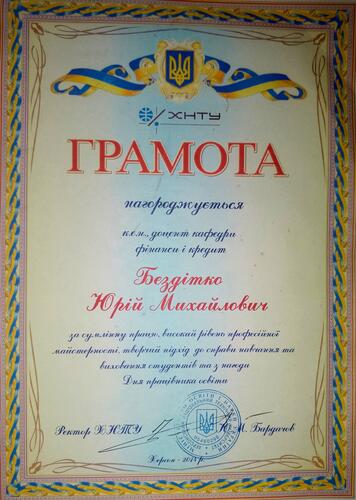 ХНТУ
ГРАМОТА
нагороджується
к.е.н., доцент кафедри
фінанси і кредит
Бездітко
Юрій Михайлович
за сумлінну працю, високий рівень професійної
майстерності, творчий підхід до справи навчання та
виховання студентів та з нагоди
Дня працівника освіти
Ректор ХНТУ Ю.М. Бардачов